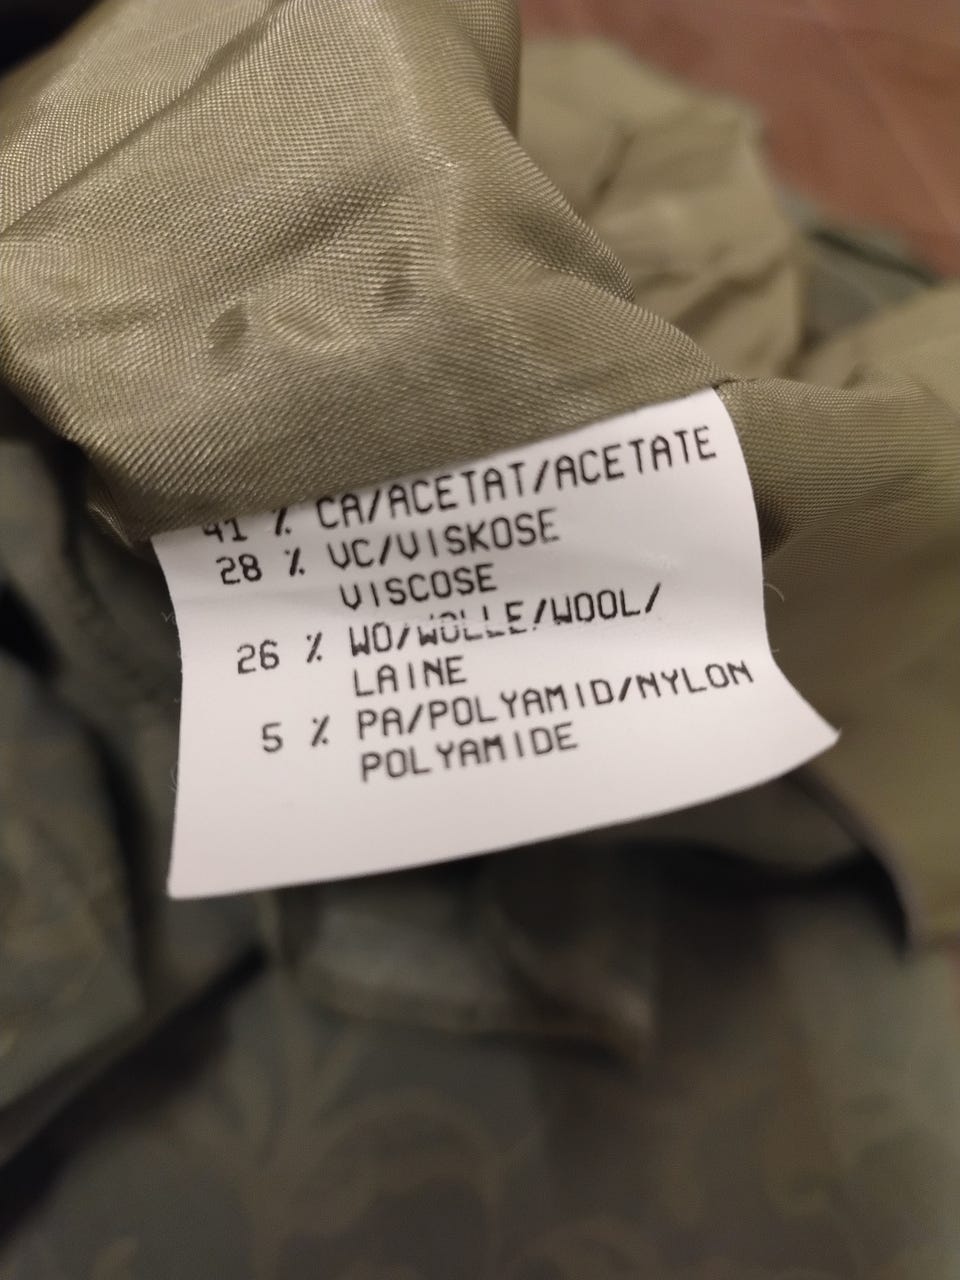 41 % CA/ACETAT/ACETATE
28 % VC/VISKOSE
VISCOSE
26 % WO/WOLLE/WOOL/
LAINE
5 % PA/POLYAMID/NYLON
POLYAMIDE